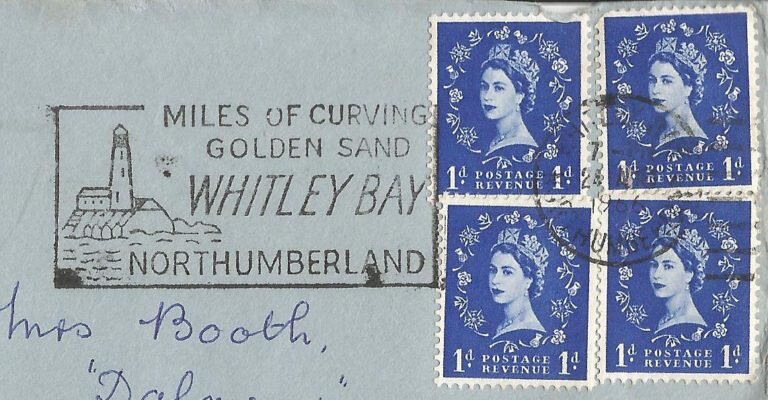 MILES OF CURVING
GOLDEN SAND
WHITLEY BAY
NORTHUMBERLAND
1d POSTAGE REVENUE 1d
1d POSTAGE REVENUE 1d
1d POSTAGE REVENUE 1d
1d POSTAGE REVENUE 1d
1966
Mrs Booth,